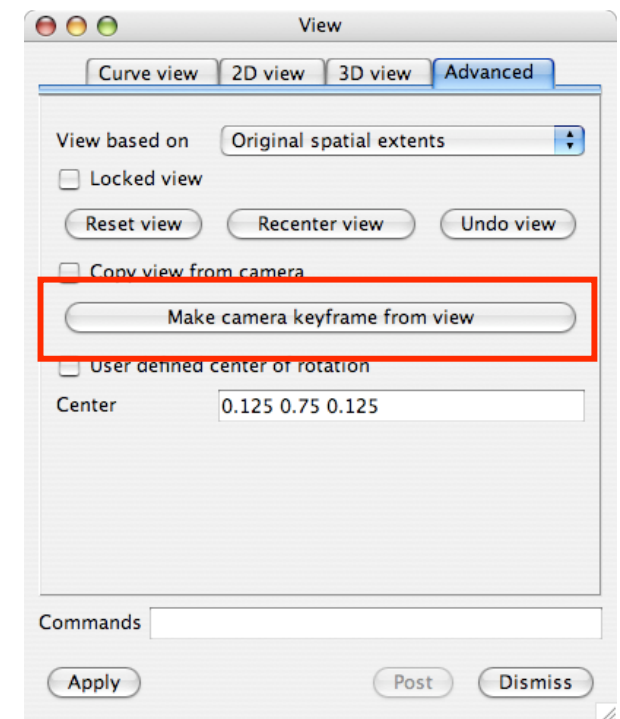 View
Curve view 2D view 3D view Advanced
View based on Original spatial extents
Locked view
Reset view Recenter view Undo view
Copy view from camera
Make camera keyframe from view
User defined center of rotation
Center 0.125 0.75 0.125
Commands
Apply Post Dismiss